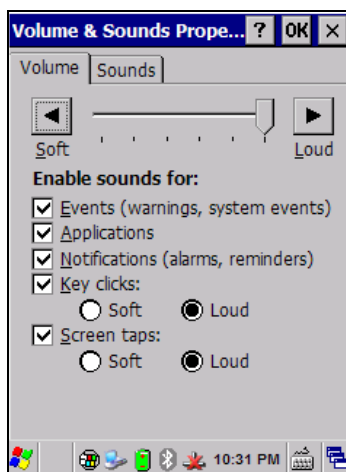 Volume & Sounds Prope... ? OK ×
Volume Sounds
Soft Loud
Enable sounds for:
Events (warnings, system events)
Applications
Notifications (alarms, reminders)
Key clicks:
Soft Loud
Screen taps:
Soft Loud
10:31 PM